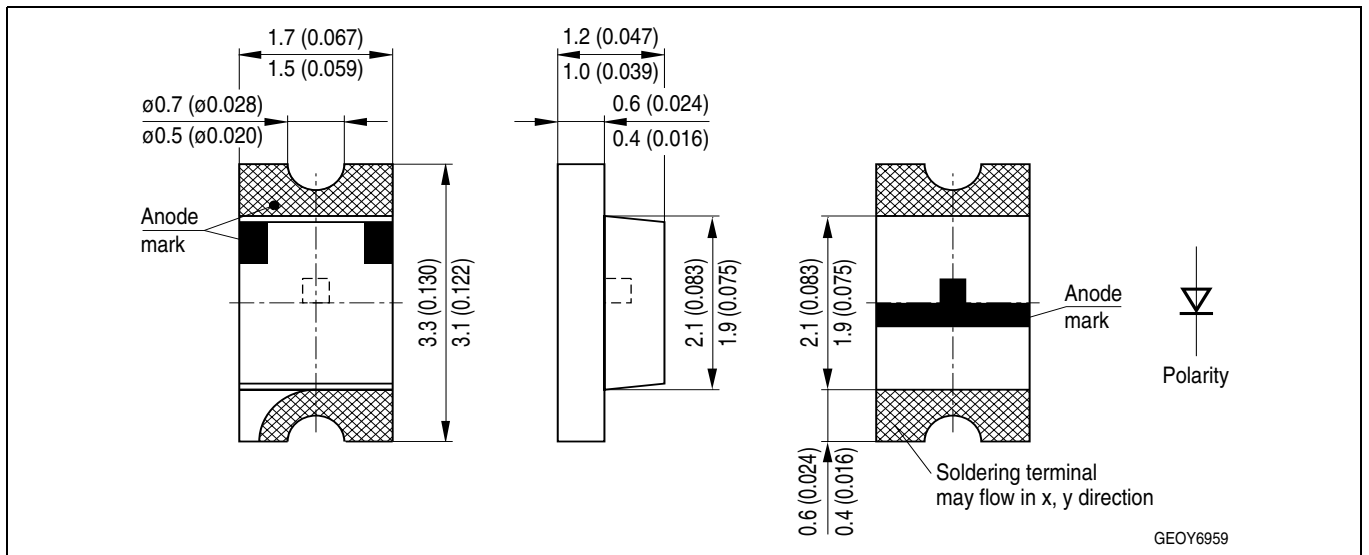 1.7 (0.067)
1.5 (0.059)
1.2 (0.047)
1.0 (0.039)
ø0.7 (ø0.028)
ø0.5 (ø0.020)
0.6 (0.024)
0.4 (0.016)
Anode
mark
3.3 (0.130)
3.1 (0.122)
2.1 (0.083)
1.9 (0.075)
2.1 (0.083)
1.9 (0.075)
Anode
mark
Polarity
0.6 (0.024)
0.4 (0.016)
Soldering terminal
may flow in x, y direction
GEOY6959